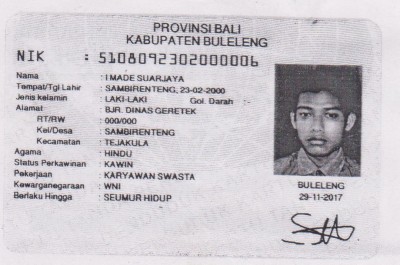 PROVINSI BALI
KABUPATEN BULELENG
NIK : 5108092302000006
Nama : I MADE SUARJAYA
Tempat/Tgl Lahir : SAMBIRENTENG, 23-02-2000
Jenis kelamin : LAKI-LAKI Gol. Darah :
Alamat : BJR. DINAS GERETEK
RT/RW : 000/000
Kel/Desa : SAMBIRENTENG
Kecamatan : TEJAKULA
Agama : HINDU
Status Perkawinan : KAWIN
Pekerjaan : KARYAWAN SWASTA
Kewarganegaraan : WNI
Berlaku Hingga : SEUMUR HIDUP
BULELENG
29-11-2017